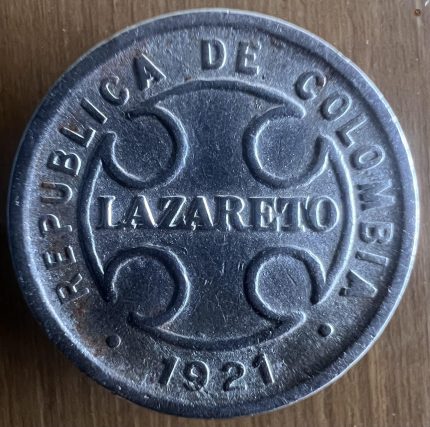 REPUBLICA DE COLOMBIA
LAZARETO
· 1921 ·